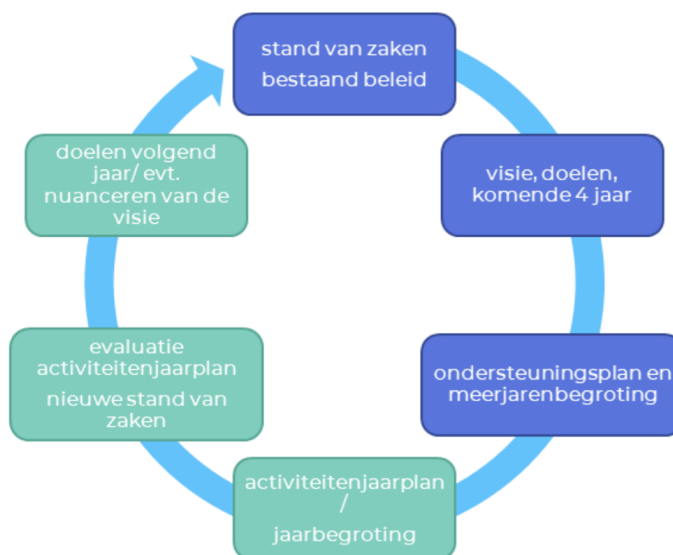 stand van zaken
bestaand beleid
visie, doelen,
komende 4 jaar
ondersteuningsplan en
meerjarenbegroting
activiteitenjaarplan
/
jaarbegroting
evaluatie
activiteitenjaarplan
nieuwe stand van
zaken
doelen volgend
jaar/ evt.
nuanceren van de
visie